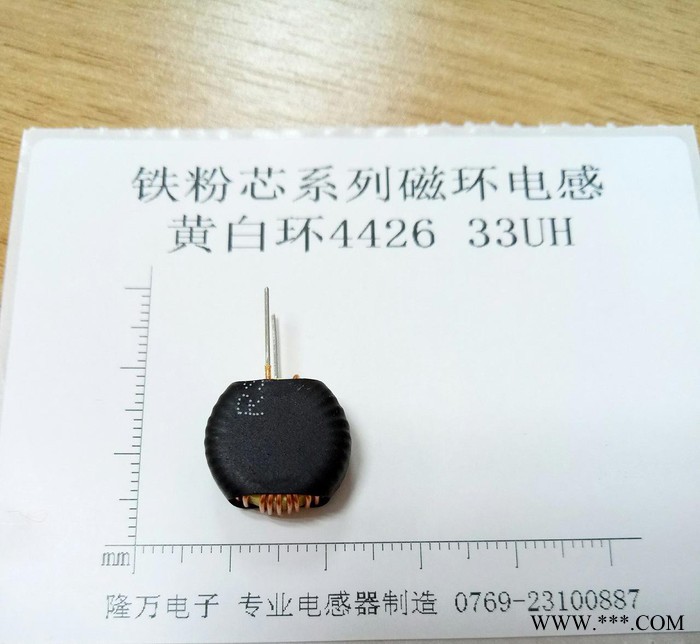 铁粉芯系列磁环电感
黄白环4426 33UH
mm
隆万电子 专业电感器制造 0769-23100887
WWW.***.COM